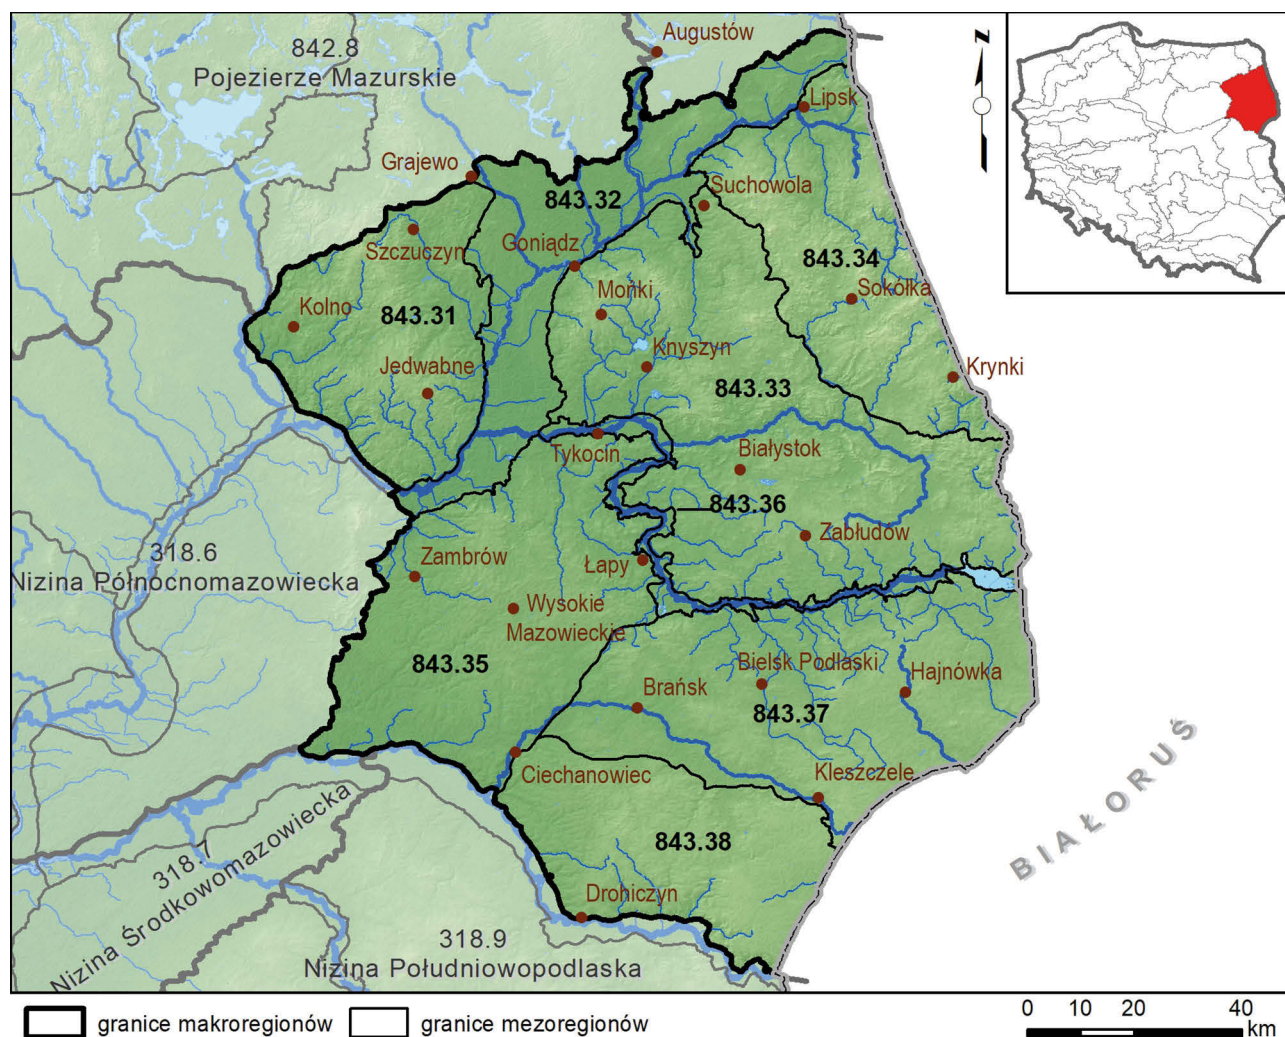 Augustów
842.8
Pojezierze Mazurskie
z
Lipsk
Grajewo
Suchowola
843.32
Szczuczyn
Goniądz
843.34
Sokółka
Kolno
843.31
Mońki
Knyszyn
Jedwabne
843.33
Krynki
Tykocin
Białystok
843.36
318.6
Nizina Północnomazowiecka
Zambrów
Łapy
Zabłudów
Wysokie
Mazowieckie
843.35
Bielsk Podlaski
Hajnówka
Brańsk
843.37
Ciechanowiec
Kleszczele
BIAŁORUŚ
318.7
Nizina Środkowomazowiecka
843.38
Drohiczyn
318.9
Nizina Południowopodlaska
granice makroregionów
granice mezoregionów
0 10 20 40
km